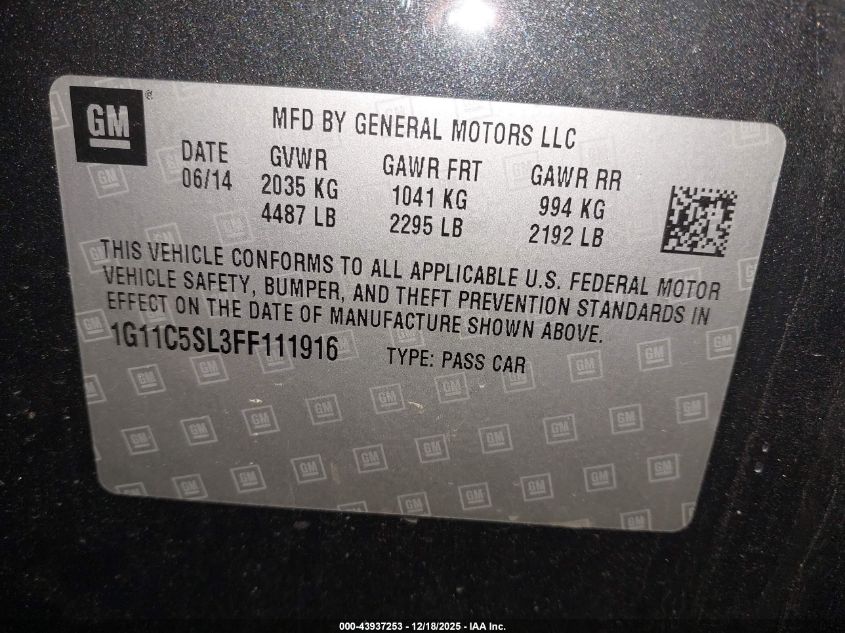 GM ®
MFD BY GENERAL MOTORS LLC
DATE GVWR GAWR FRT GAWR RR
06/14 2035 KG 1041 KG 994 KG
4487 LB 2295 LB 2192 LB
THIS VEHICLE CONFORMS TO ALL APPLICABLE U.S. FEDERAL MOTOR
VEHICLE SAFETY, BUMPER, AND THEFT PREVENTION STANDARDS IN
EFFECT ON THE DATE OF MANUFACTURE SHOWN ABOVE.
1G11C5SL3FF111916 TYPE: PASS CAR
000-43937253 - 12/18/2025 - IAA Inc.